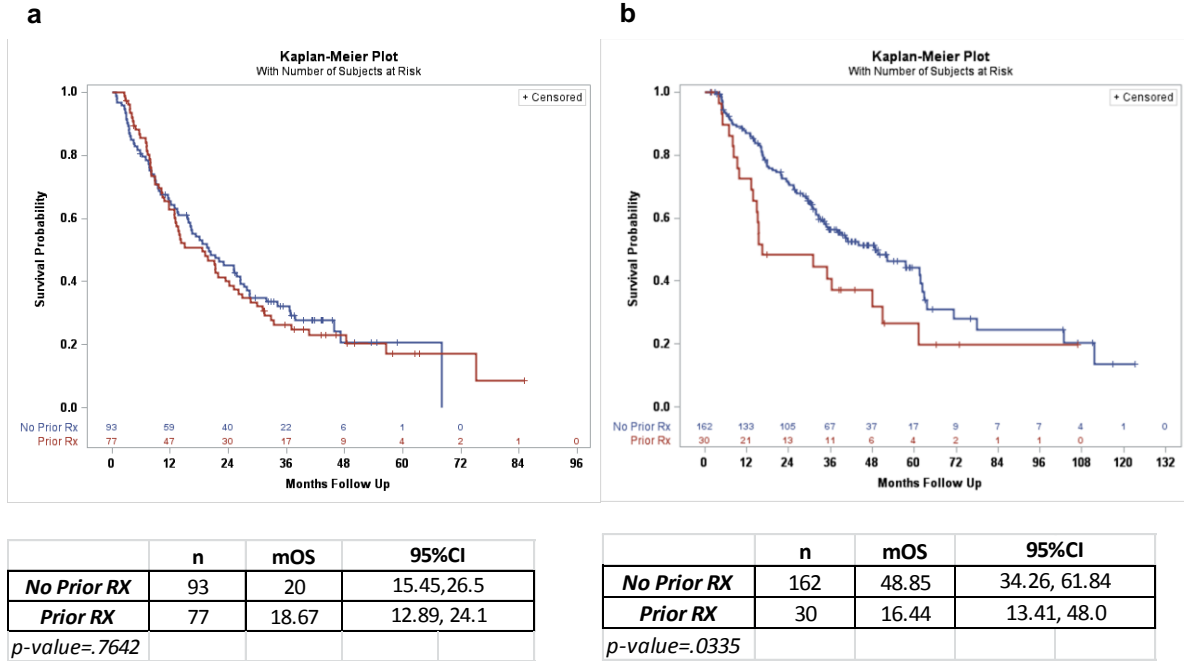 a
Kaplan-Meier Plot
With Number of Subjects at Risk
+ Censored
1.0
0.8
0.6
0.4
0.2
0.0
Survival Probability
No Prior Rx 93 59 40 22 6 1 0
Prior Rx 77 47 30 17 9 4 2 1 0
0 12 24 36 48 60 72 84 96
Months Follow Up
n mOS 95%CI
No Prior RX 93 20 15.45,26.5
Prior RX 77 18.67 12.89, 24.1
p-value=.7642
b
Kaplan-Meier Plot
With Number of Subjects at Risk
+ Censored
1.0
0.8
0.6
0.4
0.2
0.0
Survival Probability
No Prior Rx 162 133 105 67 37 17 9 7 7 4 1 0
Prior Rx 30 21 13 11 6 4 2 1 1 0
0 12 24 36 48 60 72 84 96 108 120 132
Months Follow Up
n mOS 95%CI
No Prior RX 162 48.85 34.26, 61.84
Prior RX 30 16.44 13.41, 48.0
p-value=.0335